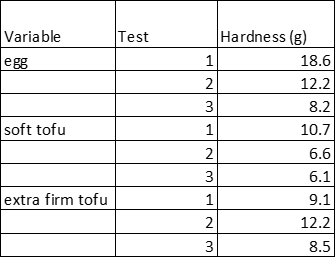 Variable Test Hardness (g)
egg 1 18.6
2 12.2
3 8.2
soft tofu 1 10.7
2 6.6
3 6.1
extra firm tofu 1 9.1
2 12.2
3 8.5